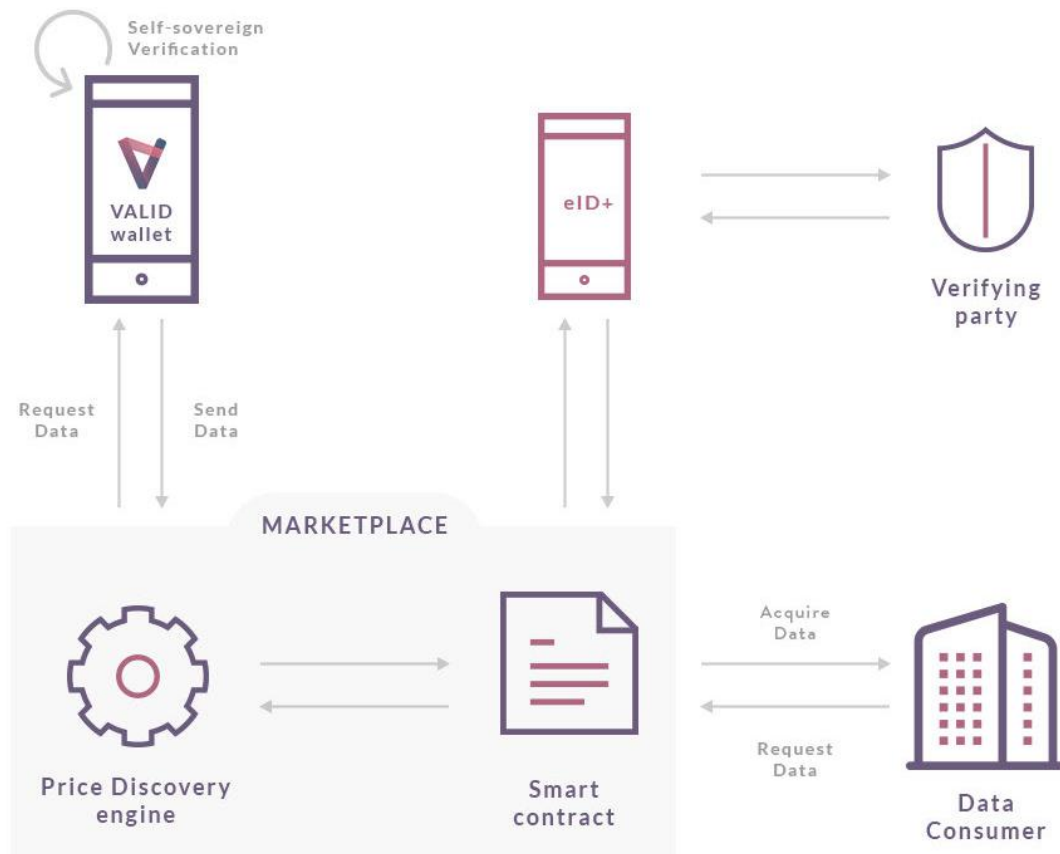 Self-sovereign
Verification
VALID
wallet
eID+
Verifying
party
Request
Data
Send
Data
MARKETPLACE
Acquire
Data
Request
Data
Price Discovery
engine
Smart
contract
Data
Consumer